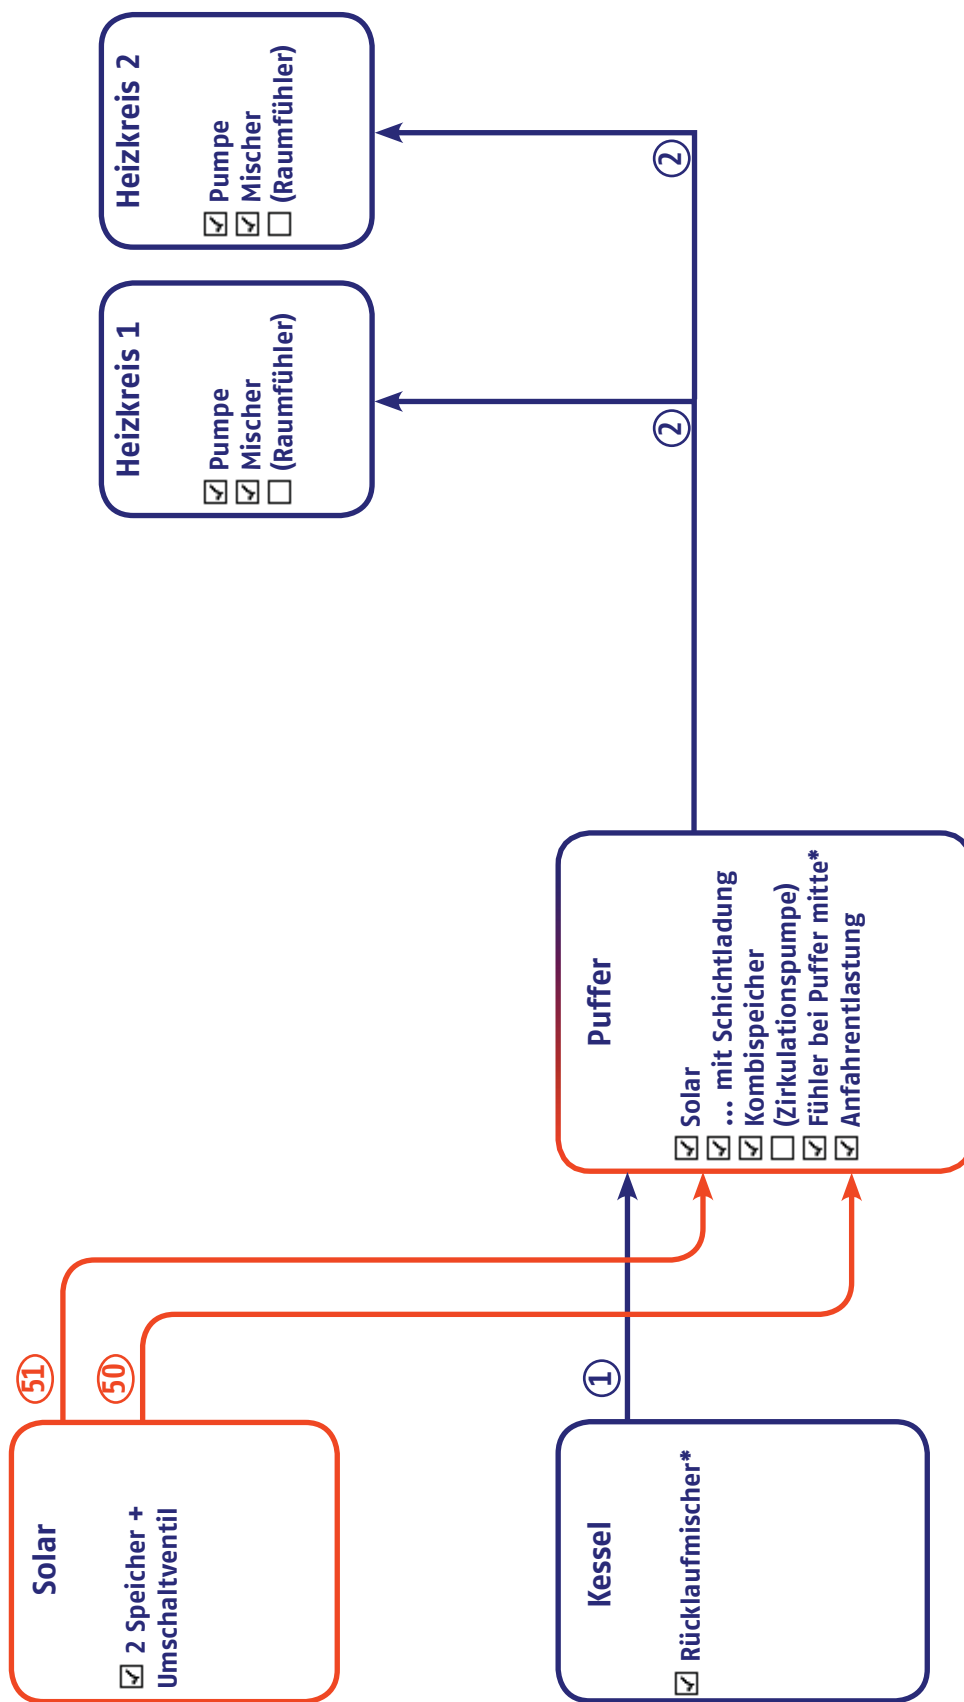 Solar
2 Speicher +
Umschaltventil
51
50
Kessel
Rücklaufmischer*
1
Puffer
Solar
... mit Schichtladung
Kombispeicher
(Zirkulationspumpe)
Fühler bei Puffer mitte*
Anfahrentlastung
Heizkreis 1
Pumpe
Mischer
(Raumfühler)
2
Heizkreis 2
Pumpe
Mischer
(Raumfühler)
2